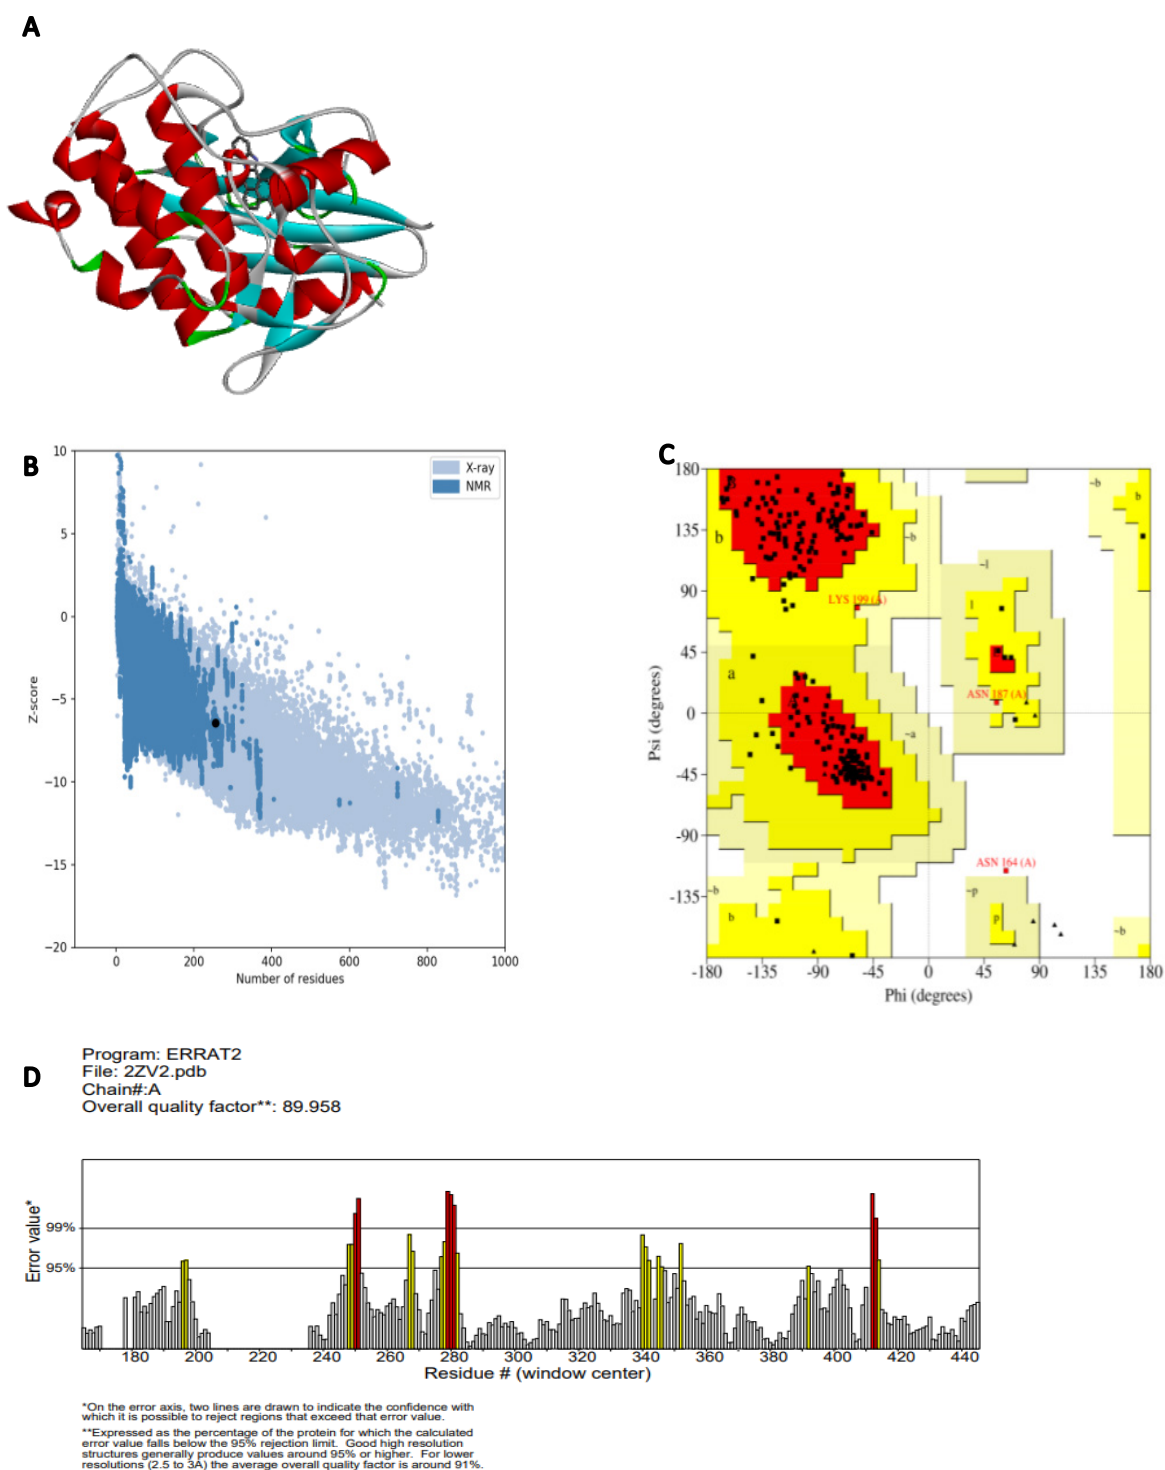 A
B
10
5
0
−5
−10
−15
−20
Z-score
X-ray
NMR
0 200 400 600 800 1000
Number of residues
C
180
135
90
45
0
-45
-90
-135
-180
Psi (degrees)
B
b
~b
~b
b
~l
l
LYS 199 (A)
a
ASN 187 (A)
~a
ASN 164 (A)
~b
~p
b
p
~b
-180 -135 -90 -45 0 45 90 135 180
Phi (degrees)
D
Program: ERRAT2
File: 2ZV2.pdb
Chain#:A
Overall quality factor**: 89.958
Error value*
99%
95%
180 200 220 240 260 280 300 320 340 360 380 400 420 440
Residue # (window center)
*On the error axis, two lines are drawn to indicate the confidence with
which it is possible to reject regions that exceed that error value.
**Expressed as the percentage of the protein for which the calculated
error value falls below the 95% rejection limit. Good high resolution
structures generally produce values around 95% or higher. For lower
resolutions (2.5 to 3A) the average overall quality factor is around 91%.